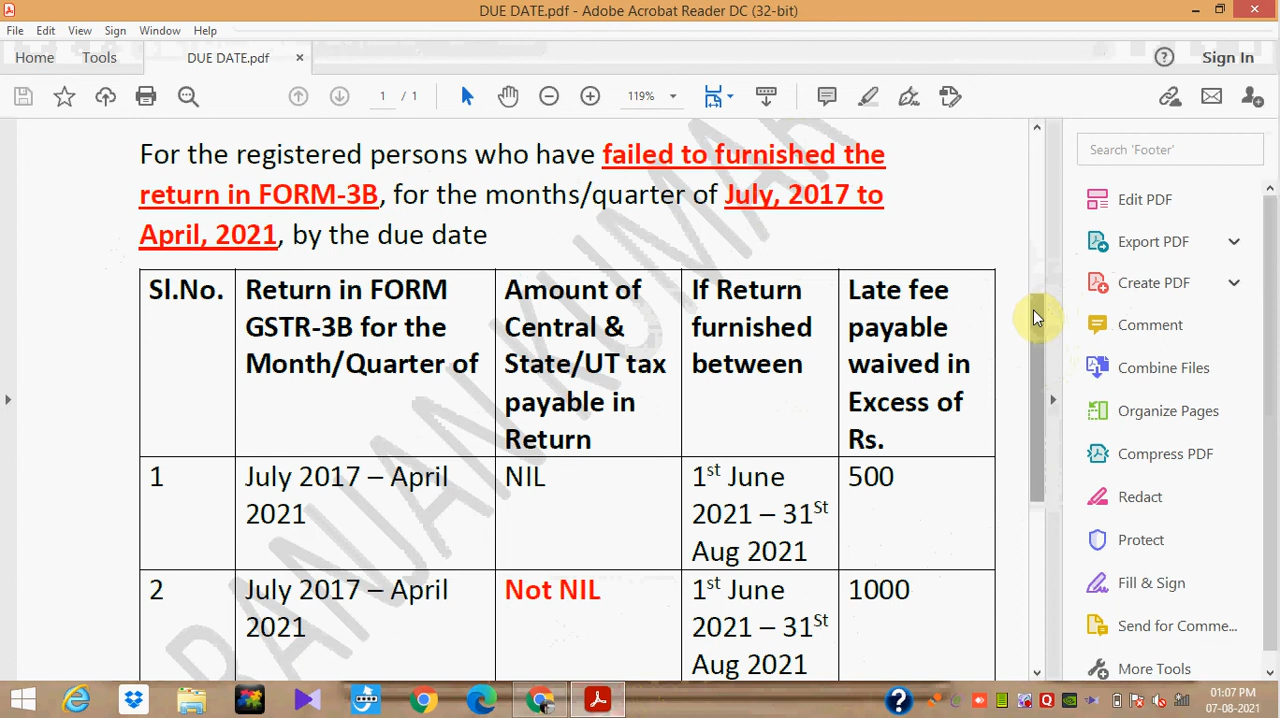 DUE DATE.pdf - Adobe Acrobat Reader DC (32-bit)
File Edit View Sign Window Help
Home Tools DUE DATE.pdf × Sign In
1 / 1 119%
Search 'Footer'
For the registered persons who have failed to furnished the
return in FORM-3B, for the months/quarter of July, 2017 to
April, 2021, by the due date
Sl.No. Return in FORM Amount of If Return Late fee
GSTR-3B for the Central & furnished payable
Month/Quarter of State/UT tax between waived in
payable in Excess of
Return Rs.
1 July 2017 – April NIL 1st June 500
2021 2021 – 31St
Aug 2021
2 July 2017 – April Not NIL 1st June 1000
2021 2021 – 31St
Aug 2021
RANJAN KUMAR
Edit PDF
Export PDF
Create PDF
Comment
Combine Files
Organize Pages
Compress PDF
Redact
Protect
Fill & Sign
Send for Comme...
More Tools
01:07 PM
07-08-2021